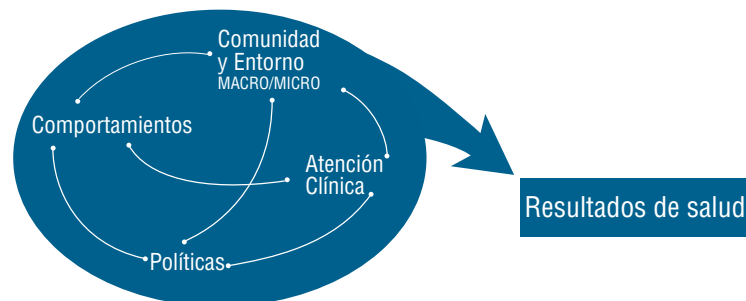 Comunidad
y Entorno
MACRO/MICRO
Comportamientos
Atención
Clínica
Políticas
Resultados de salud